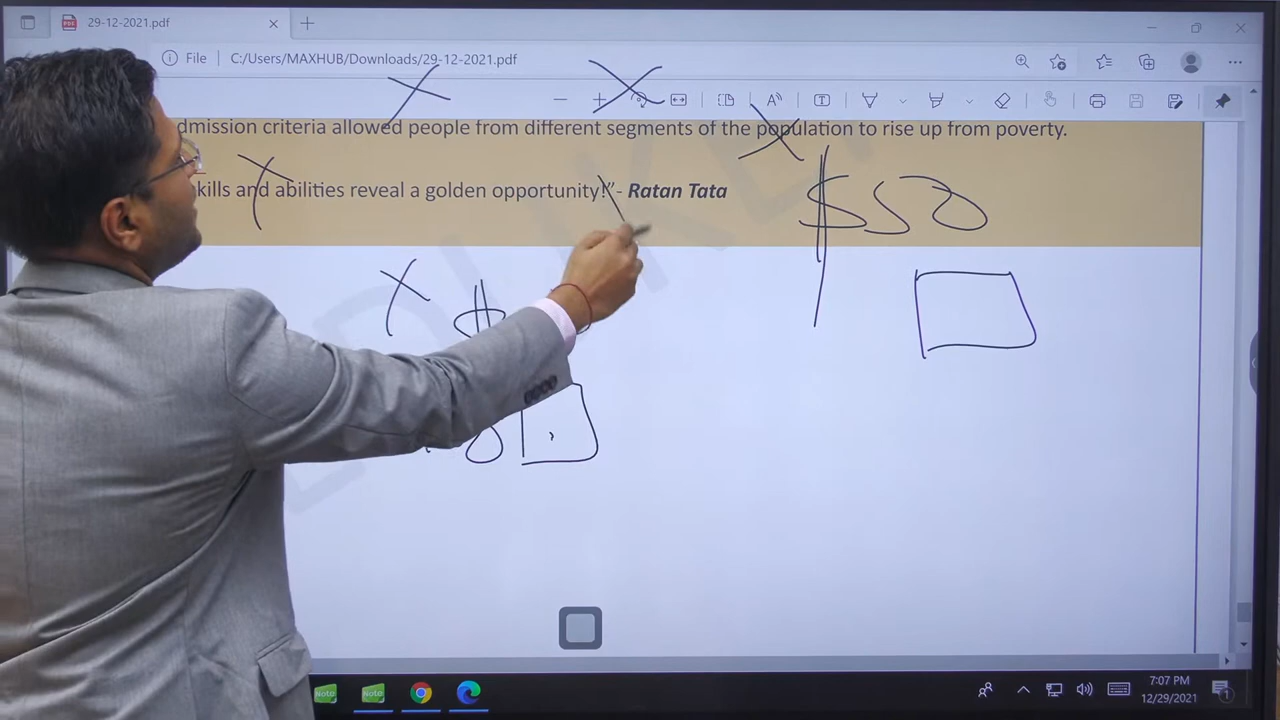 29-12-2021.pdf
File C:/Users/MAXHUB/Downloads/29-12-2021.pdf
dmission criteria allowed people from different segments of the population to rise up from poverty.
kills and abilities reveal a golden opportunity!"- Ratan Tata
$50
$
7:07 PM
12/29/2021